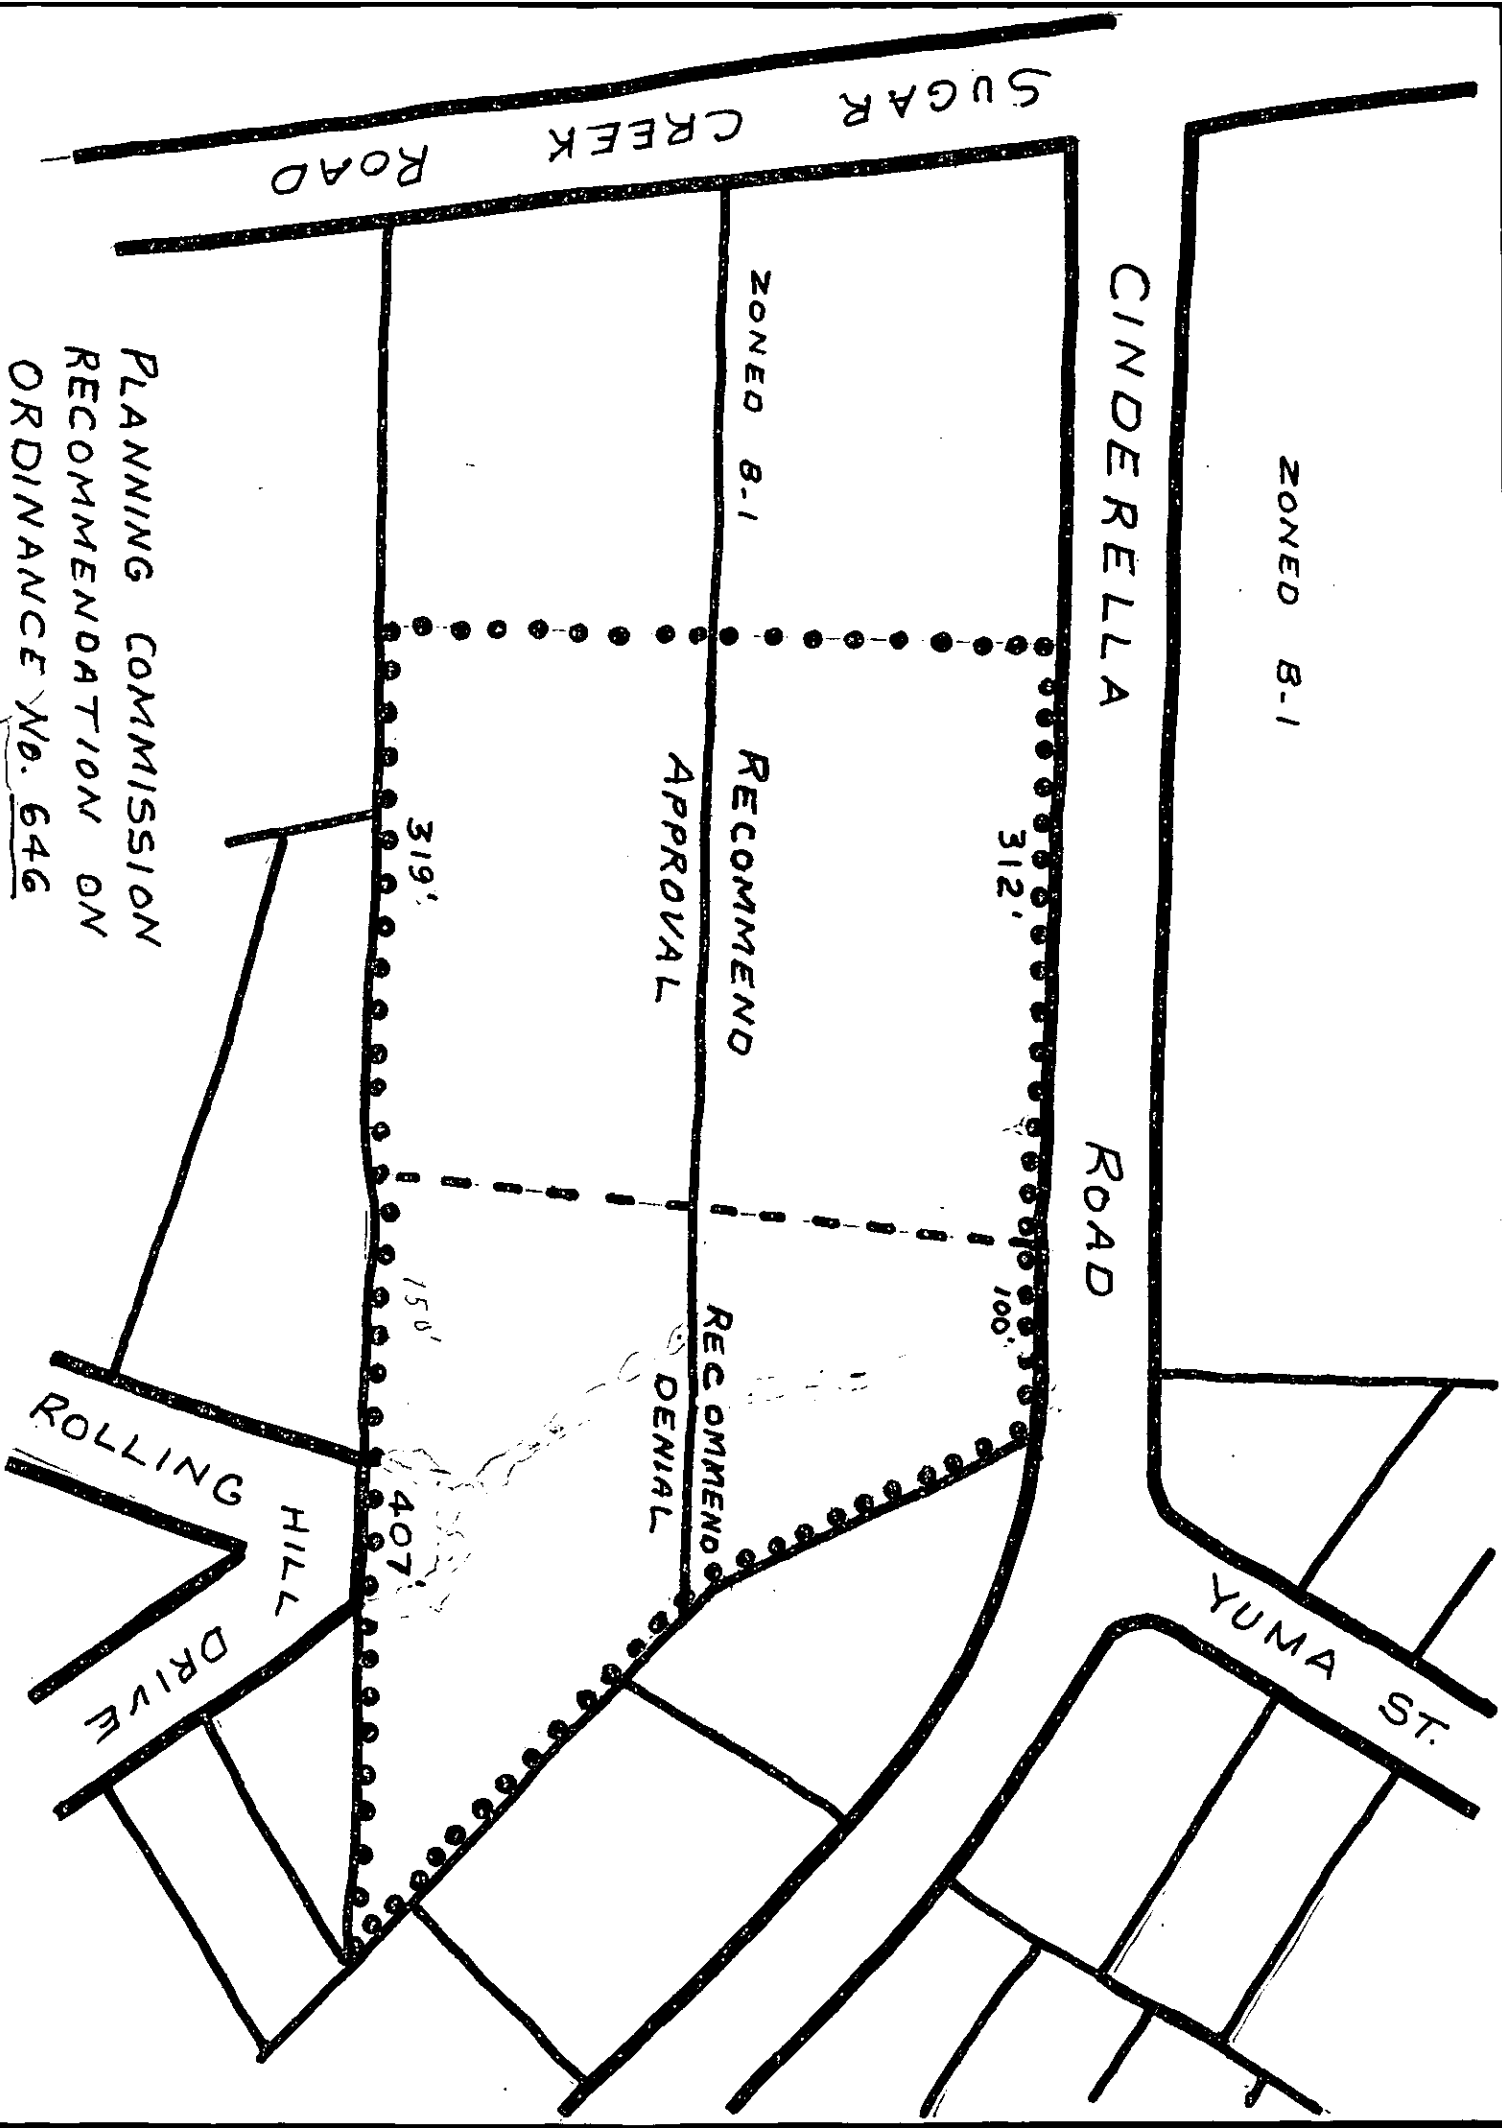 SUGAR CREEK ROAD
ZONED B-1
CINDERELLA ROAD
ZONED B-1
YUMA ST.
312'
100'
RECOMMEND
APPROVAL
RECOMMEND
DENIAL
319'
150'
407'
ROLLING HILL DRIVE
PLANNING COMMISSION
RECOMMENDATION ON
ORDINANCE No. 646